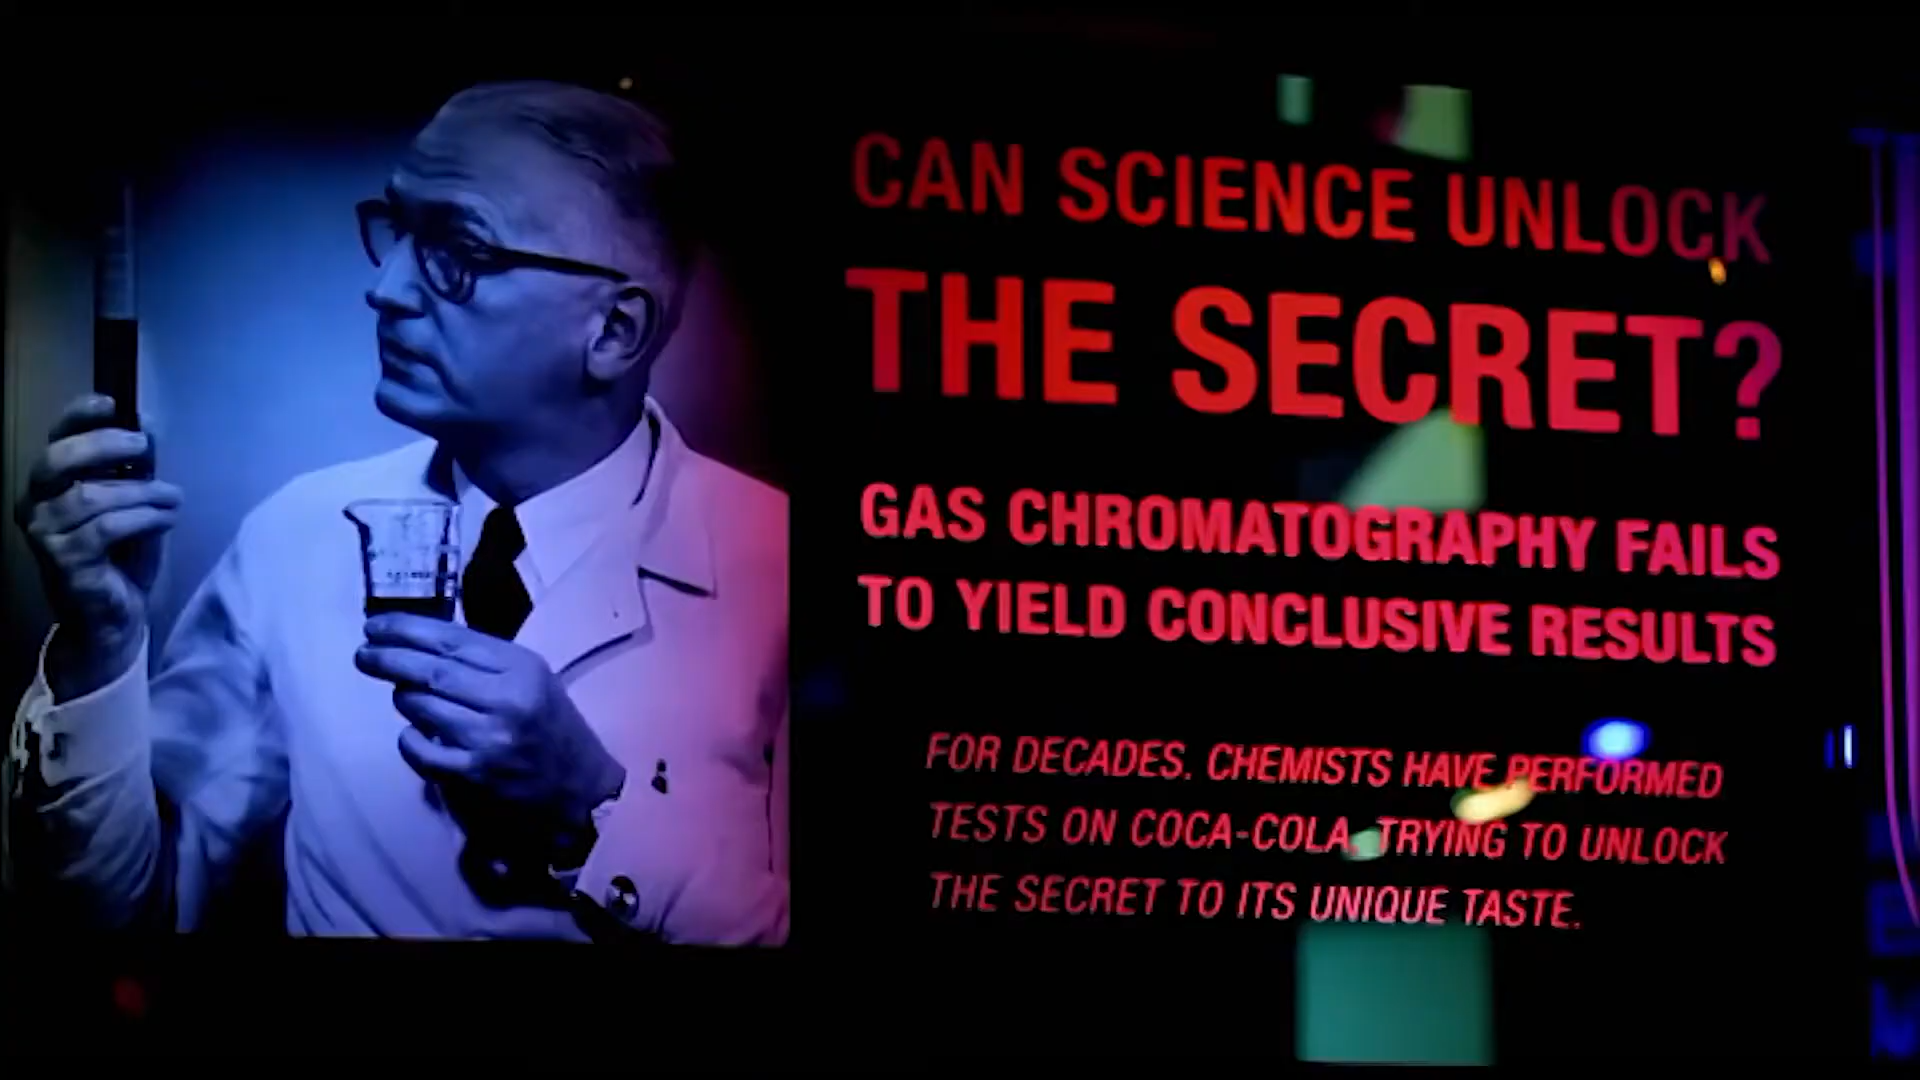 CAN SCIENCE UNLOCK
THE SECRET?
GAS CHROMATOGRAPHY FAILS
TO YIELD CONCLUSIVE RESULTS
FOR DECADES, CHEMISTS HAVE PERFORMED
TESTS ON COCA-COLA, TRYING TO UNLOCK
THE SECRET TO ITS UNIQUE TASTE.